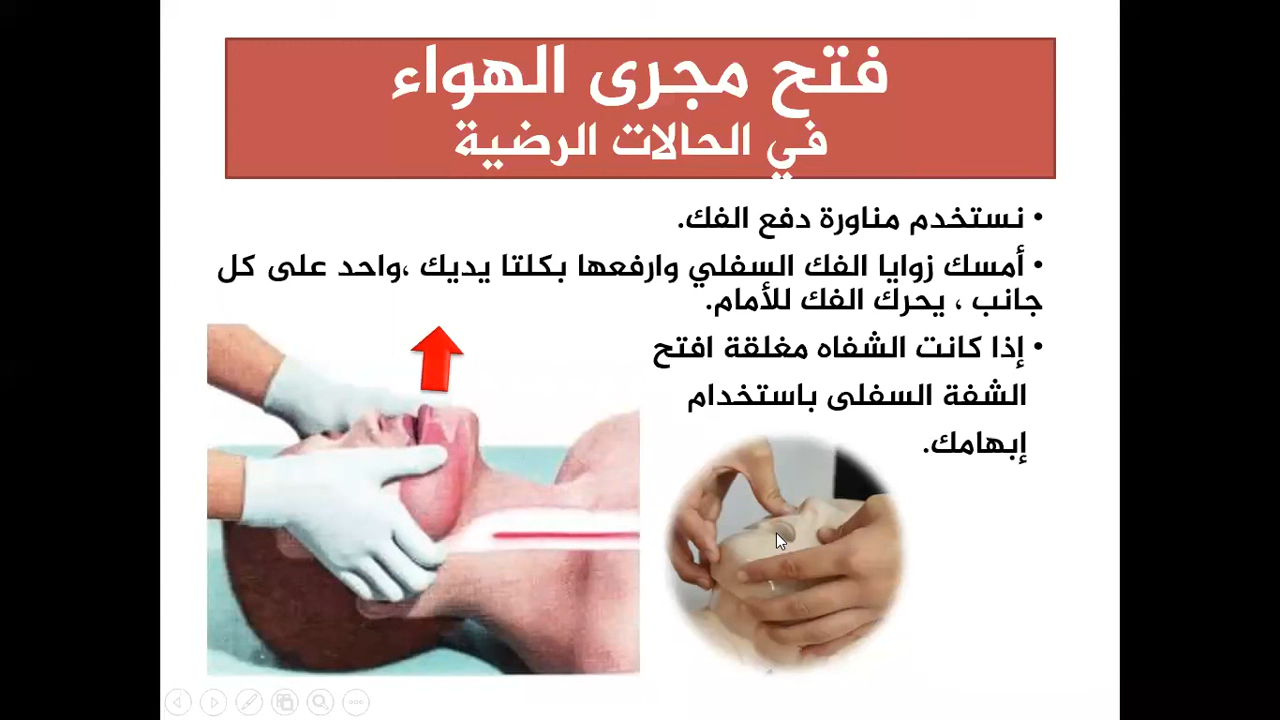 فتح مجرى الهواء
في الحالات الرضية
• نستخدم مناورة دفع الفك.
• أمسك زوايا الفك السفلي وارفعها بكلتا يديك ،واحد على كل
جانب ، يحرك الفك للأمام.
• إذا كانت الشفاه مغلقة افتح
الشفة السفلى باستخدام
إبهامك.